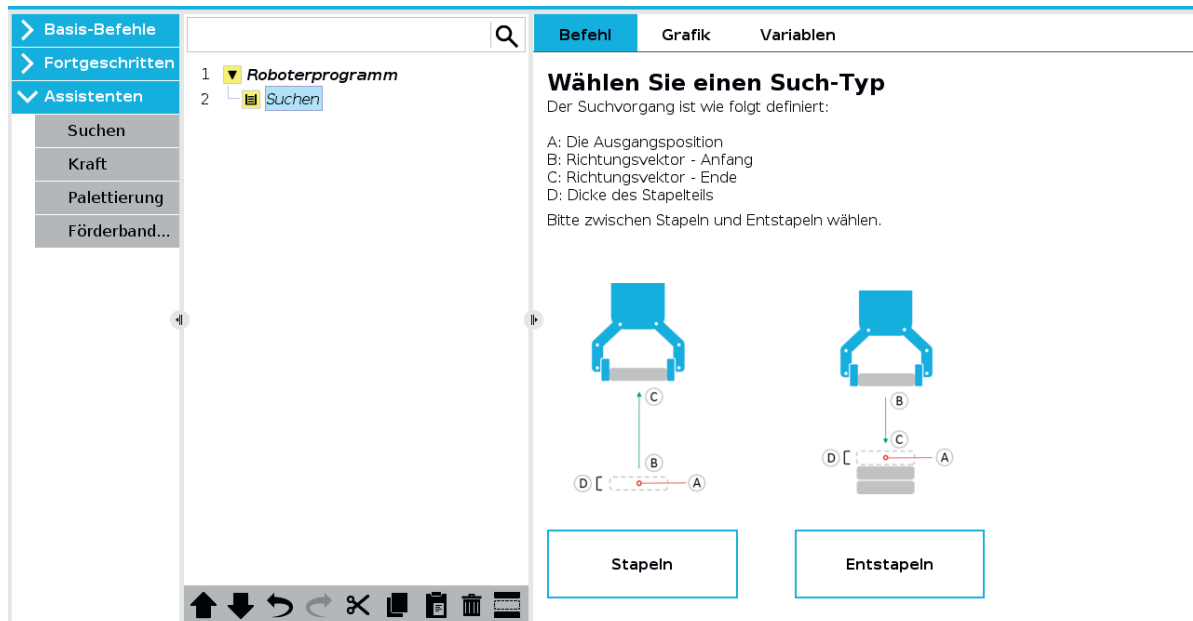 Basis-Befehle
Fortgeschritten
Assistenten
Suchen
Kraft
Palettierung
Förderband...
1 Roboterprogramm
2 Suchen
Befehl Grafik Variablen
Wählen Sie einen Such-Typ
Der Suchvorgang ist wie folgt definiert:
A: Die Ausgangsposition
B: Richtungsvektor - Anfang
C: Richtungsvektor - Ende
D: Dicke des Stapelteils
Bitte zwischen Stapeln und Entstapeln wählen.
C
B
D A
B
C
D A
Stapeln
Entstapeln